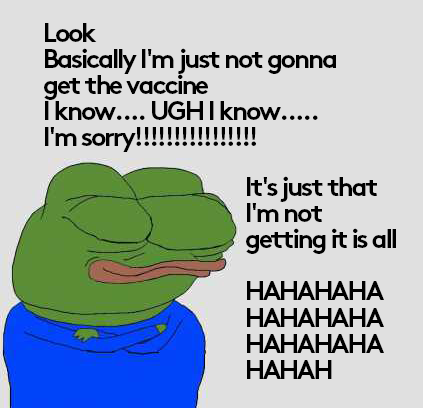 Look
Basically I'm just not gonna
get the vaccine
I know.... UGH I know.....
I'm sorry!!!!!!!!!!!!!!!!
It's just that
I'm not
getting it is all
HAHAHAHA
HAHAHAHA
HAHAHAHA
HAHAH